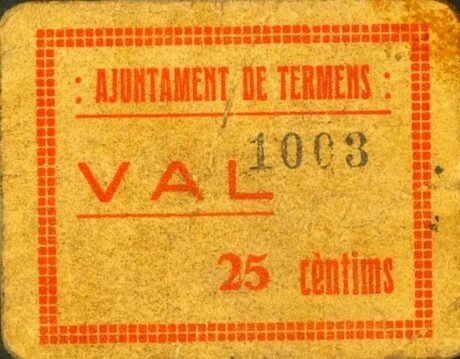 : AJUNTAMENT DE TERMENS :
1003
VAL
25 cèntims